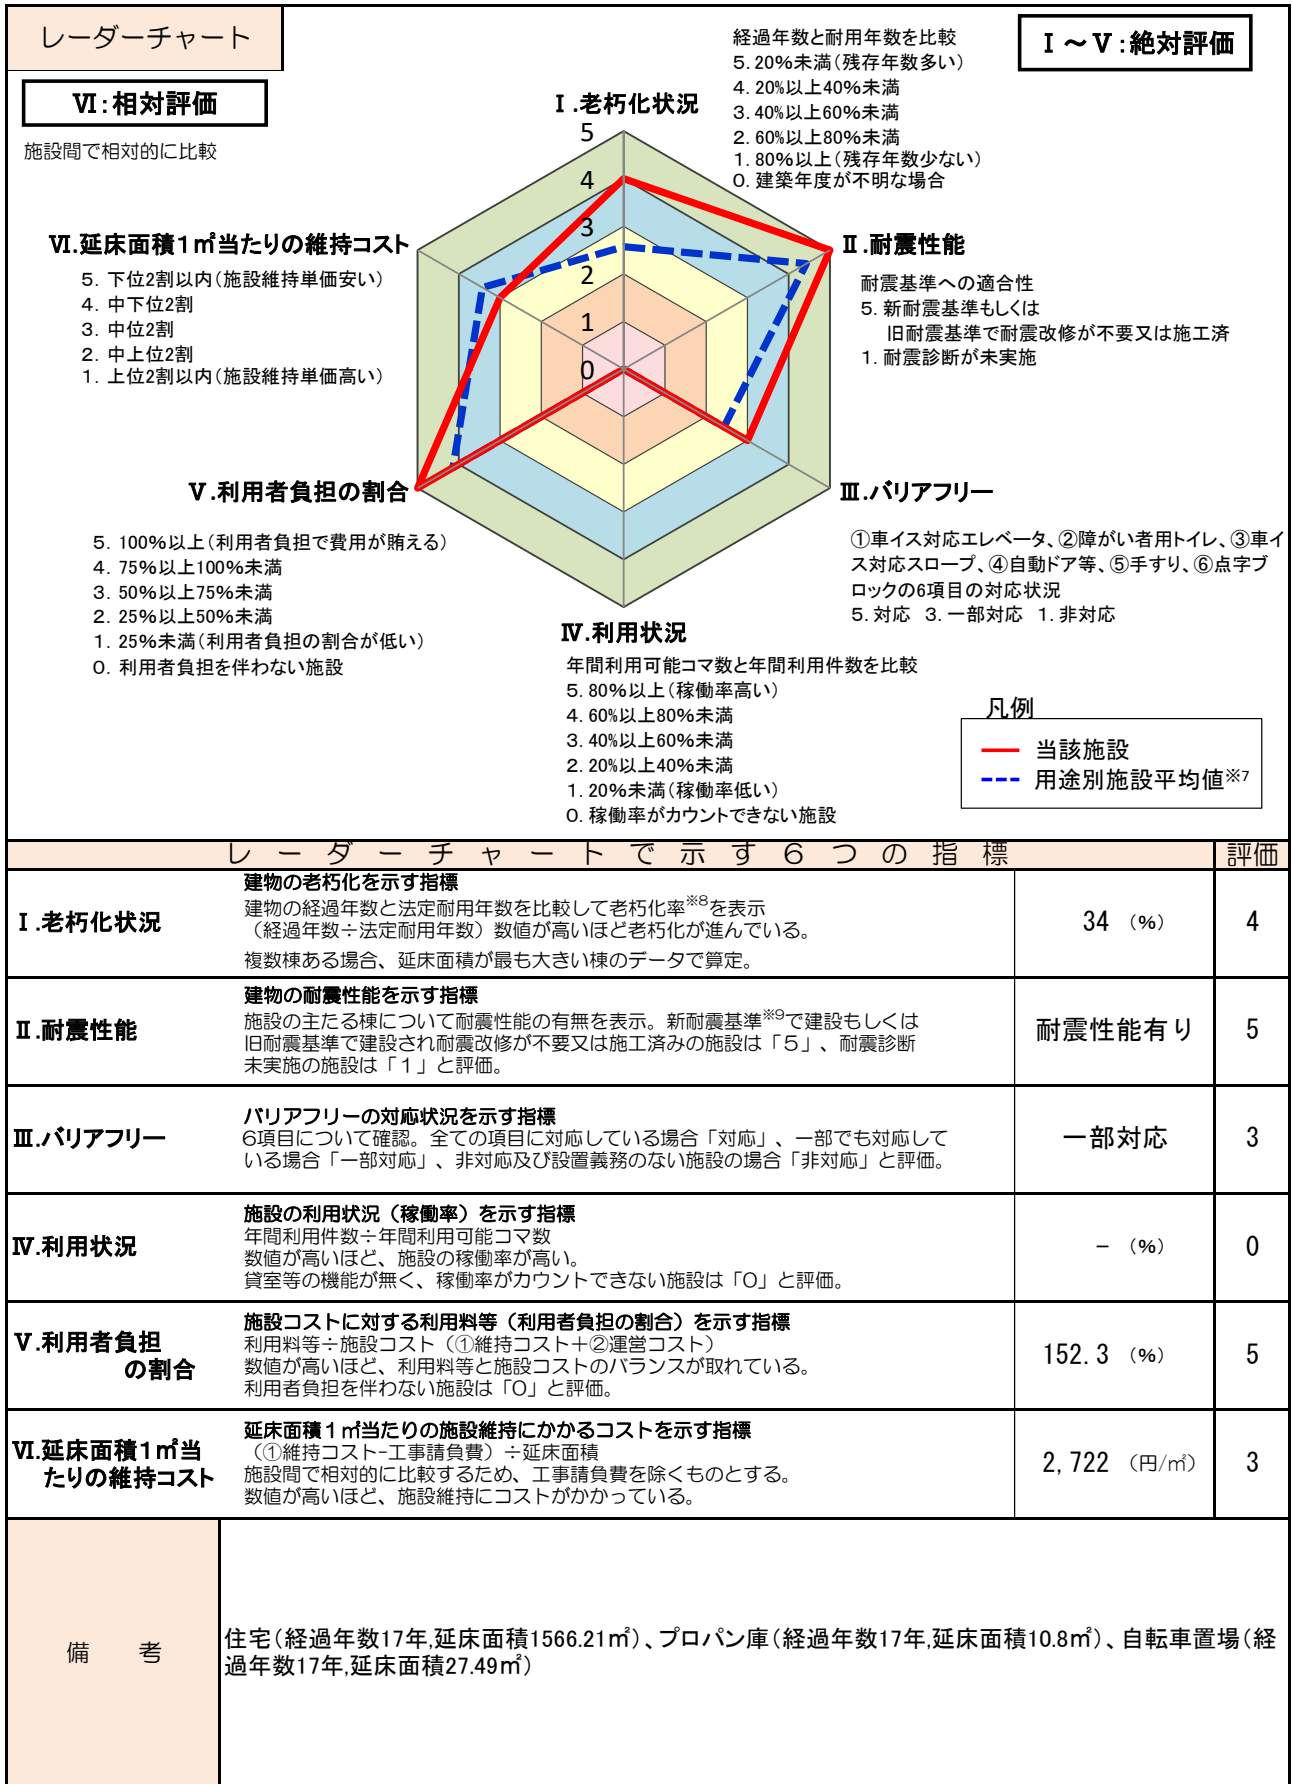 レーダーチャート
Ⅰ～Ⅴ：絶対評価
Ⅵ：相対評価
施設間で相対的に比較
経過年数と耐用年数を比較
5. 20%未満（残存年数多い）
4. 20%以上40%未満
3. 40%以上60%未満
2. 60%以上80%未満
1. 80%以上（残存年数少ない）
0. 建築年度が不明な場合
Ⅰ.老朽化状況
5
4
3
2
1
0
Ⅱ.耐震性能
耐震基準への適合性
5. 新耐震基準もしくは
旧耐震基準で耐震改修が不要又は施工済
1. 耐震診断が未実施
Ⅵ.延床面積1㎡当たりの維持コスト
5. 下位2割以内（施設維持単価安い）
4. 中下位2割
3. 中位2割
2. 中上位2割
1. 上位2割以内（施設維持単価高い）
Ⅴ.利用者負担の割合
5. 100%以上（利用者負担で費用が賄える）
4. 75%以上100%未満
3. 50%以上75%未満
2. 25%以上50%未満
1. 25%未満（利用者負担の割合が低い）
0. 利用者負担を伴わない施設
Ⅲ.バリアフリー
①車イス対応エレベータ、②障がい者用トイレ、③車イ
ス対応スロープ、④自動ドア等、⑤手すり、⑥点字ブ
ロックの6項目の対応状況
5. 対応 3. 一部対応 1. 非対応
Ⅳ.利用状況
年間利用可能コマ数と年間利用件数を比較
5. 80%以上（稼働率高い）
4. 60%以上80%未満
3. 40%以上60%未満
2. 20%以上40%未満
1. 20%未満（稼働率低い）
0. 稼働率がカウントできない施設
凡例
当該施設
用途別施設平均値※7
レーダーチャートで示す６つの指標 評価
Ⅰ.老朽化状況
建物の老朽化を示す指標
建物の経過年数と法定耐用年数を比較して老朽化率※8を表示
（経過年数÷法定耐用年数）数値が高いほど老朽化が進んでいる。
複数棟ある場合、延床面積が最も大きい棟のデータで算定。
34 （%） 4
Ⅱ.耐震性能
建物の耐震性能を示す指標
施設の主たる棟について耐震性能の有無を表示。新耐震基準※9で建設もしくは
旧耐震基準で建設され耐震改修が不要又は施工済みの施設は「５」、耐震診断
未実施の施設は「１」と評価。
耐震性能有り 5
Ⅲ.バリアフリー
バリアフリーの対応状況を示す指標
6項目について確認。全ての項目に対応している場合「対応」、一部でも対応して
いる場合「一部対応」、非対応及び設置義務のない施設の場合「非対応」と評価。
一部対応 3
Ⅳ.利用状況
施設の利用状況（稼働率）を示す指標
年間利用件数÷年間利用可能コマ数
数値が高いほど、施設の稼働率が高い。
貸室等の機能が無く、稼働率がカウントできない施設は「０」と評価。
－ （%） 0
Ⅴ.利用者負担
の割合
施設コストに対する利用料等（利用者負担の割合）を示す指標
利用料等÷施設コスト（①維持コスト＋②運営コスト）
数値が高いほど、利用料等と施設コストのバランスが取れている。
利用者負担を伴わない施設は「０」と評価。
152.3 （%） 5
Ⅵ.延床面積1㎡当
たりの維持コスト
延床面積１㎡当たりの施設維持にかかるコストを示す指標
（①維持コスト-工事請負費）÷延床面積
施設間で相対的に比較するため、工事請負費を除くものとする。
数値が高いほど、施設維持にコストがかかっている。
2,722 （円/㎡） 3
備 考
住宅（経過年数17年,延床面積1566.21㎡）、プロパン庫（経過年数17年,延床面積10.8㎡）、自転車置場（経
過年数17年,延床面積27.49㎡）